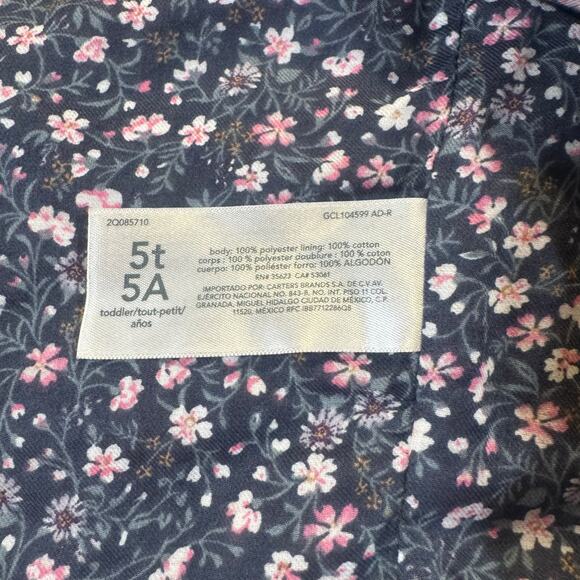 2Q085710
GCL104599 AD-R
5t
5A
toddler/tout-petit/
años
body: 100% polyester lining: 100% cotton
corps : 100 % polyester doublure : 100 % coton
cuerpo: 100% poliéster forro: 100% ALGODÓN
RN# 35623 CA# 53061
IMPORTADO POR: CARTERS BRANDS S.A. DE C.V. AV.
EJÉRCITO NACIONAL NO. 843-B, NO. INT. PISO 11 COL.
GRANADA, MIGUEL HIDALGO CIUDAD DE MÉXICO, C.P.
11520, MÉXICO RFC IBB7712286Q8